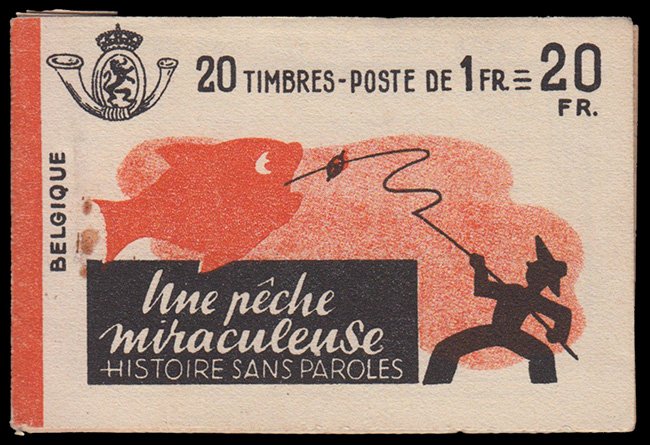 20 TIMBRES-POSTE DE 1 FR. = 20 FR.
BELGIQUE
Une pêche
miraculeuse
HISTOIRE SANS PAROLES